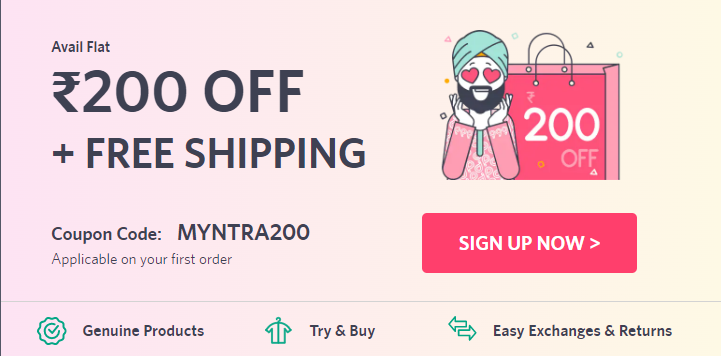 Avail Flat
₹200 OFF
+ FREE SHIPPING
₹
200
OFF
Coupon Code: MYNTRA200
Applicable on your first order
SIGN UP NOW >
Genuine Products
Try & Buy
Easy Exchanges & Returns